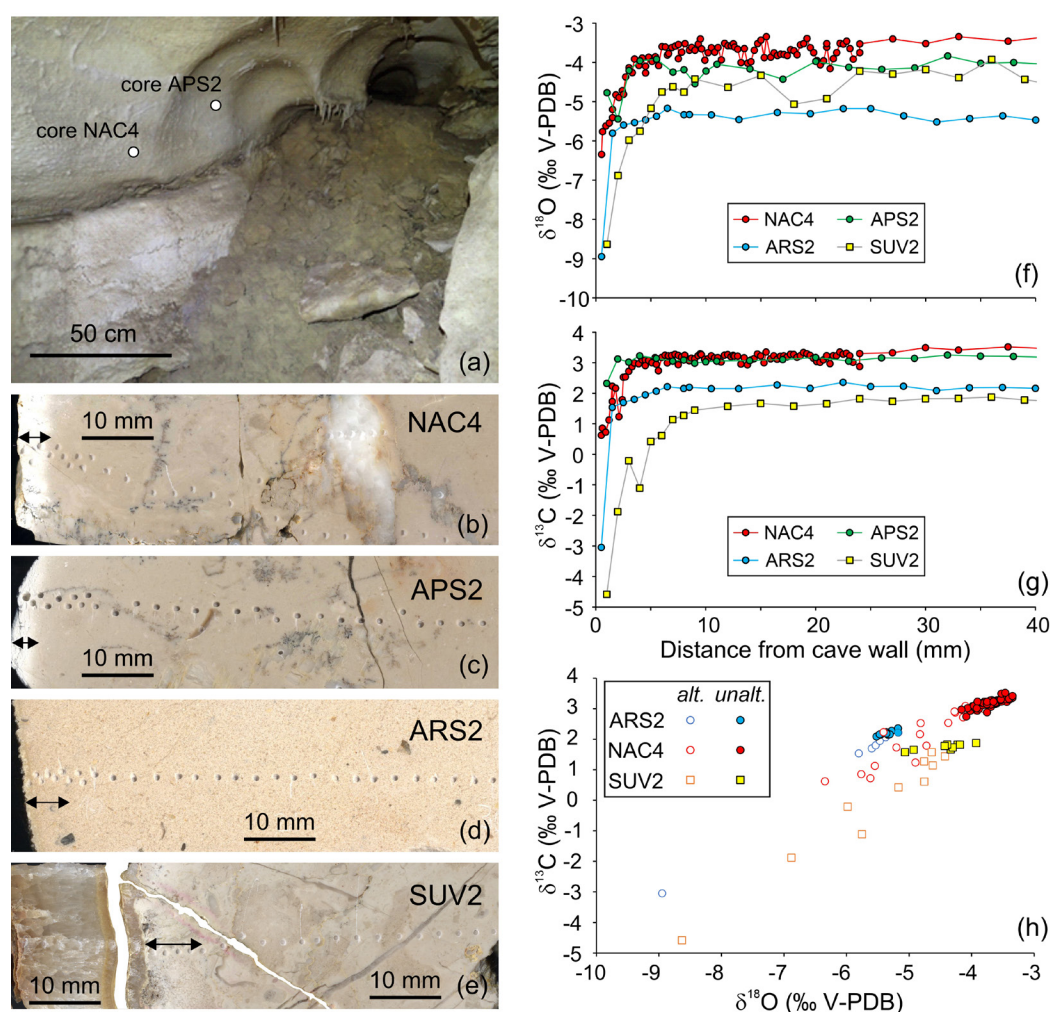 core APS2
core NAC4
50 cm
(a)
10 mm
NAC4
(b)
APS2
10 mm
(c)
ARS2
10 mm
(d)
SUV2
10 mm
10 mm
(e)
-3
-4
-5
-6
-7
-8
-9
-10
δ¹⁸O (‰ V-PDB)
NAC4 APS2
ARS2 SUV2
(f)
4
3
2
1
0
-1
-2
-3
-4
-5
δ¹³C (‰ V-PDB)
NAC4 APS2
ARS2 SUV2
(g)
0 10 20 30 40
Distance from cave wall (mm)
4
3
2
1
0
-1
-2
-3
-4
-5
δ¹³C (‰ V-PDB)
alt. unalt.
ARS2
NAC4
SUV2
(h)
-10 -9 -8 -7 -6 -5 -4 -3
δ¹⁸O (‰ V-PDB)